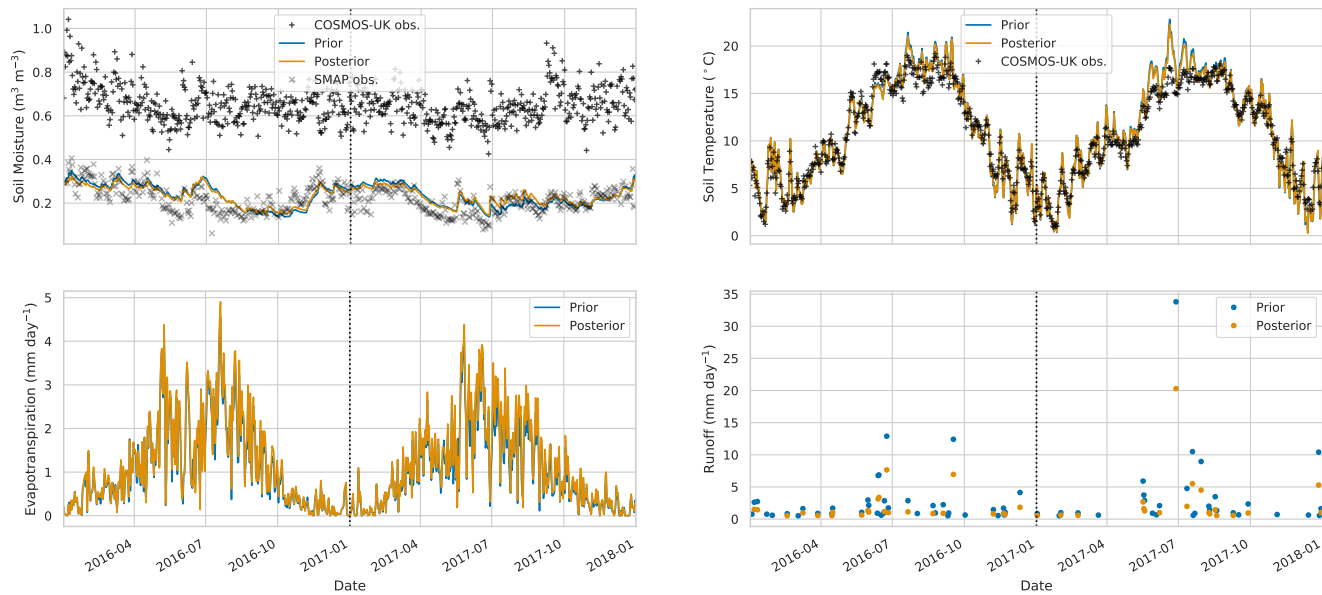 COSMOS-UK obs.
Prior
Posterior
SMAP obs.
1.0
0.8
0.6
0.4
0.2
Soil Moisture (m³ m⁻³)
Prior
Posterior
COSMOS-UK obs.
20
15
10
5
0
Soil Temperature (°C)
Prior
Posterior
5
4
3
2
1
0
Evapotranspiration (mm day⁻¹)
2016-04
2016-07
2016-10
2017-01
2017-04
2017-07
2017-10
2018-01
Date
Prior
Posterior
35
30
25
20
15
10
5
0
Runoff (mm day⁻¹)
2016-04
2016-07
2016-10
2017-01
2017-04
2017-07
2017-10
2018-01
Date